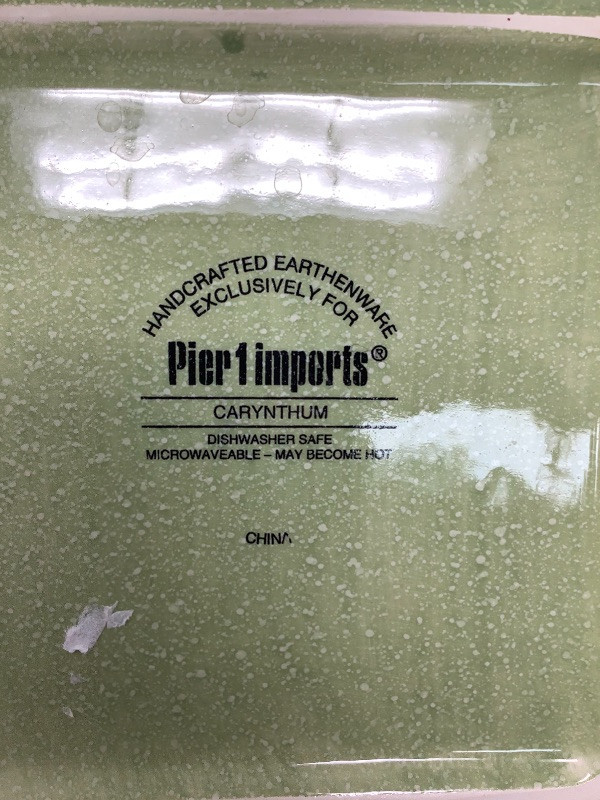 HANDCRAFTED EARTHENWARE
EXCLUSIVELY FOR
Pier 1 imports®
CARYNTHUM
DISHWASHER SAFE
MICROWAVEABLE – MAY BECOME HOT
CHINA